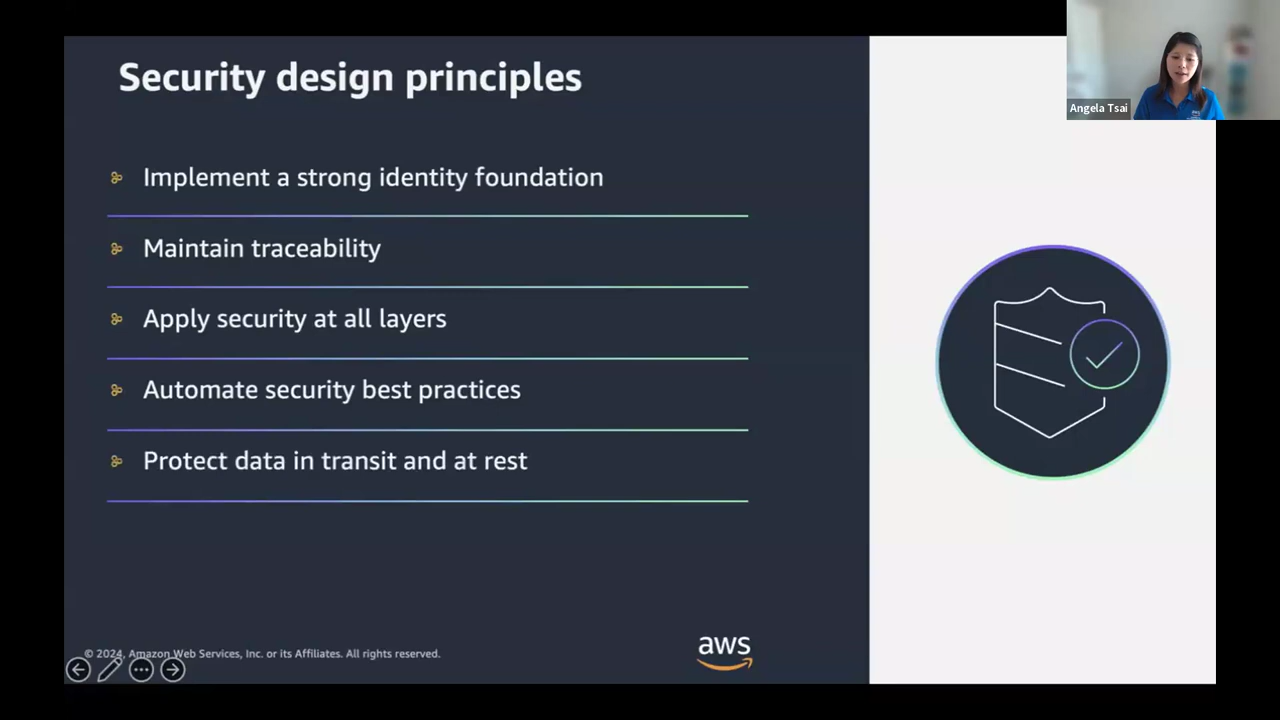 Security design principles
Implement a strong identity foundation
Maintain traceability
Apply security at all layers
Automate security best practices
Protect data in transit and at rest
© 2024, Amazon Web Services, Inc. or its Affiliates. All rights reserved.
aws
Angela Tsai